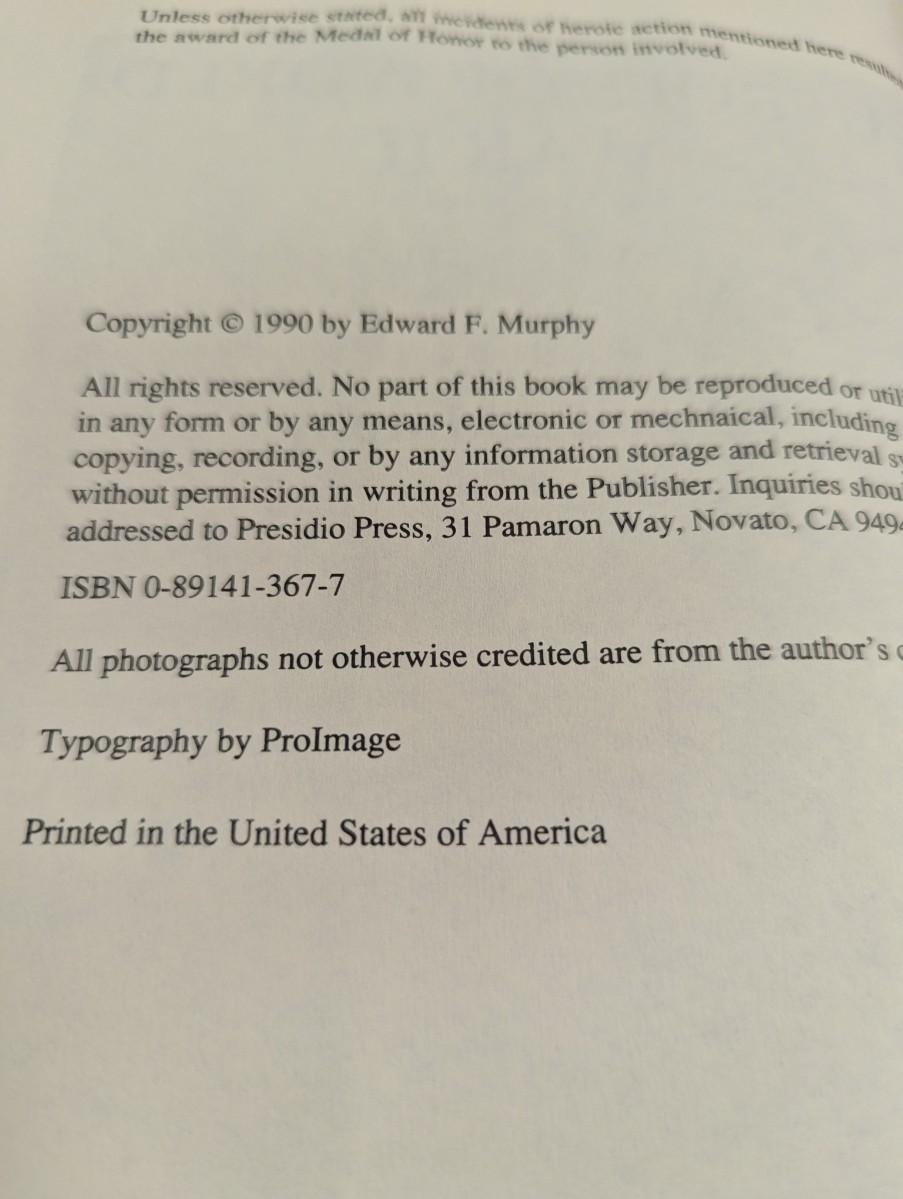 Unless otherwise stated, all incidents of heroic action mentioned here
the award of the Medal of Honor to the person involved.
Copyright © 1990 by Edward F. Murphy
All rights reserved. No part of this book may be reproduced or
in any form or by any means, electronic or mechnaical, including
copying, recording, or by any information storage and retrieval
without permission in writing from the Publisher. Inquiries
addressed to Presidio Press, 31 Pamaron Way, Novato, CA
ISBN 0-89141-367-7
All photographs not otherwise credited are from the author's
Typography by ProImage
Printed in the United States of America